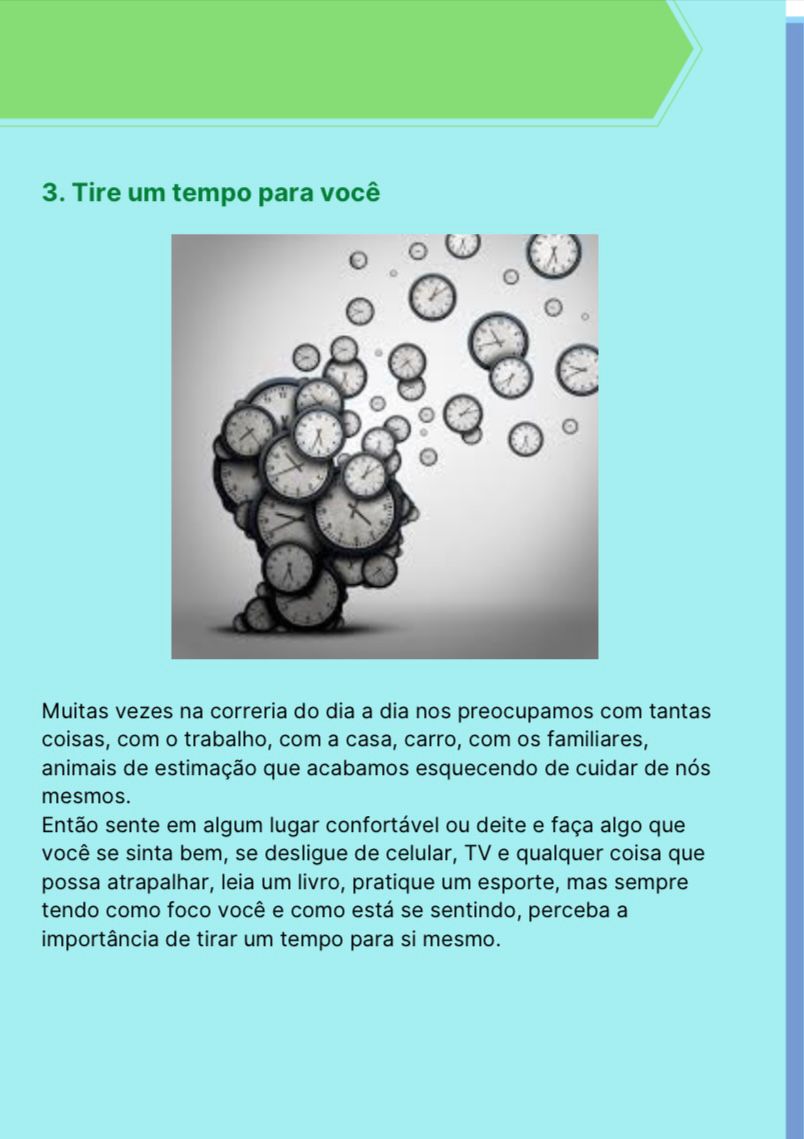 3. Tire um tempo para você
Muitas vezes na correria do dia a dia nos preocupamos com tantas
coisas, com o trabalho, com a casa, carro, com os familiares,
animais de estimação que acabamos esquecendo de cuidar de nós
mesmos.
Então sente em algum lugar confortável ou deite e faça algo que
você se sinta bem, se desligue de celular, TV e qualquer coisa que
possa atrapalhar, leia um livro, pratique um esporte, mas sempre
tendo como foco você e como está se sentindo, perceba a
importância de tirar um tempo para si mesmo.